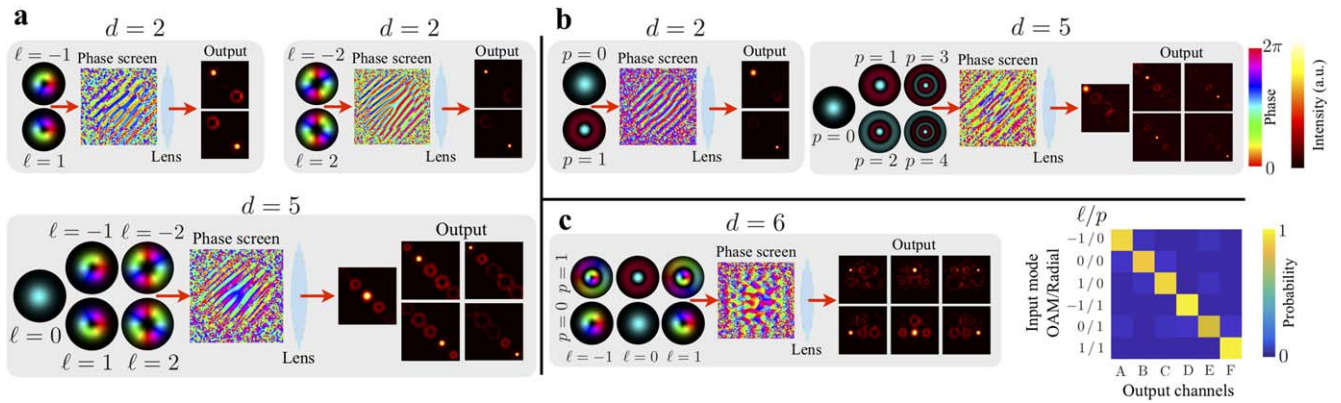 a
d = 2
ℓ = −1
Phase screen
Output
ℓ = 1
Lens
d = 2
ℓ = −2
Phase screen
Output
ℓ = 2
Lens
d = 5
ℓ = −1
ℓ = −2
Phase screen
Output
ℓ = 0
ℓ = 1
ℓ = 2
Lens
b
d = 2
p = 0
Phase screen
Output
p = 1
Lens
d = 5
p = 1
p = 3
Phase screen
Output
p = 0
p = 2
p = 4
Lens
2π
Phase
0
Intensity (a.u.)
c
d = 6
Phase screen
Output
p = 1
p = 0
ℓ = −1
ℓ = 0
ℓ = 1
Lens
ℓ/p
Input mode
OAM/Radial
−1/0
0/0
1/0
−1/1
0/1
1/1
A B C D E F
Output channels
1
Probability
0